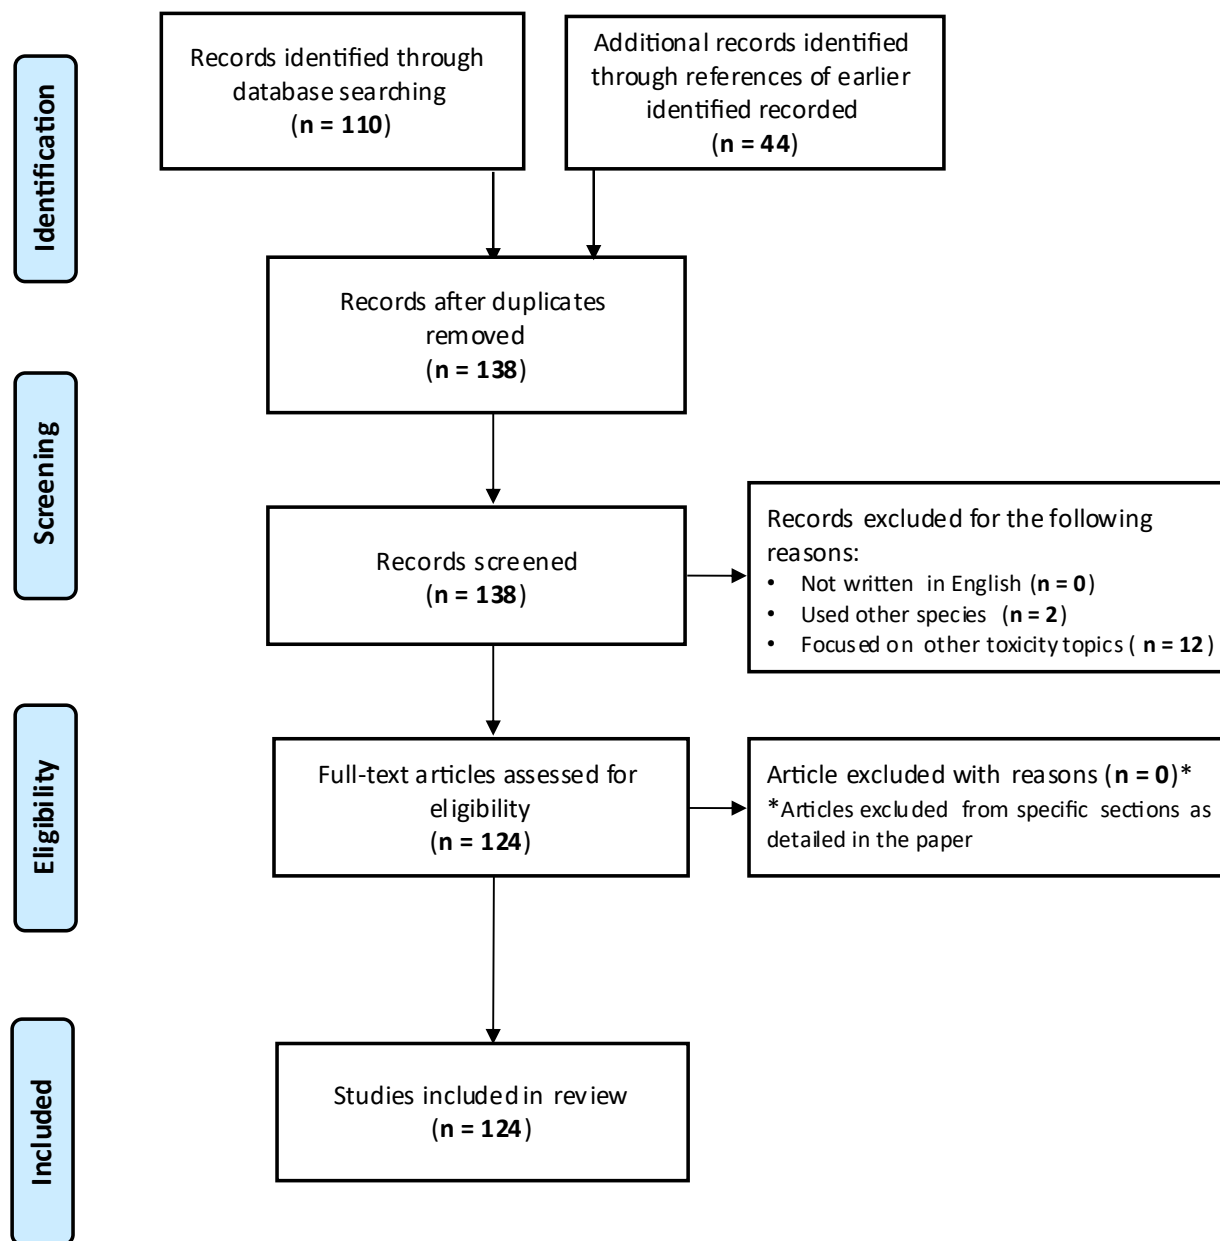 Identification
Records identified through
database searching
(n = 110)
Additional records identified
through references of earlier
identified recorded
(n = 44)
Records after duplicates
removed
(n = 138)
Screening
Records screened
(n = 138)
Records excluded for the following
reasons:
• Not written in English (n = 0)
• Used other species (n = 2)
• Focused on other toxicity topics ( n = 12)
Eligibility
Full-text articles assessed for
eligibility
(n = 124)
Article excluded with reasons (n = 0)*
*Articles excluded from specific sections as
detailed in the paper
Included
Studies included in review
(n = 124)